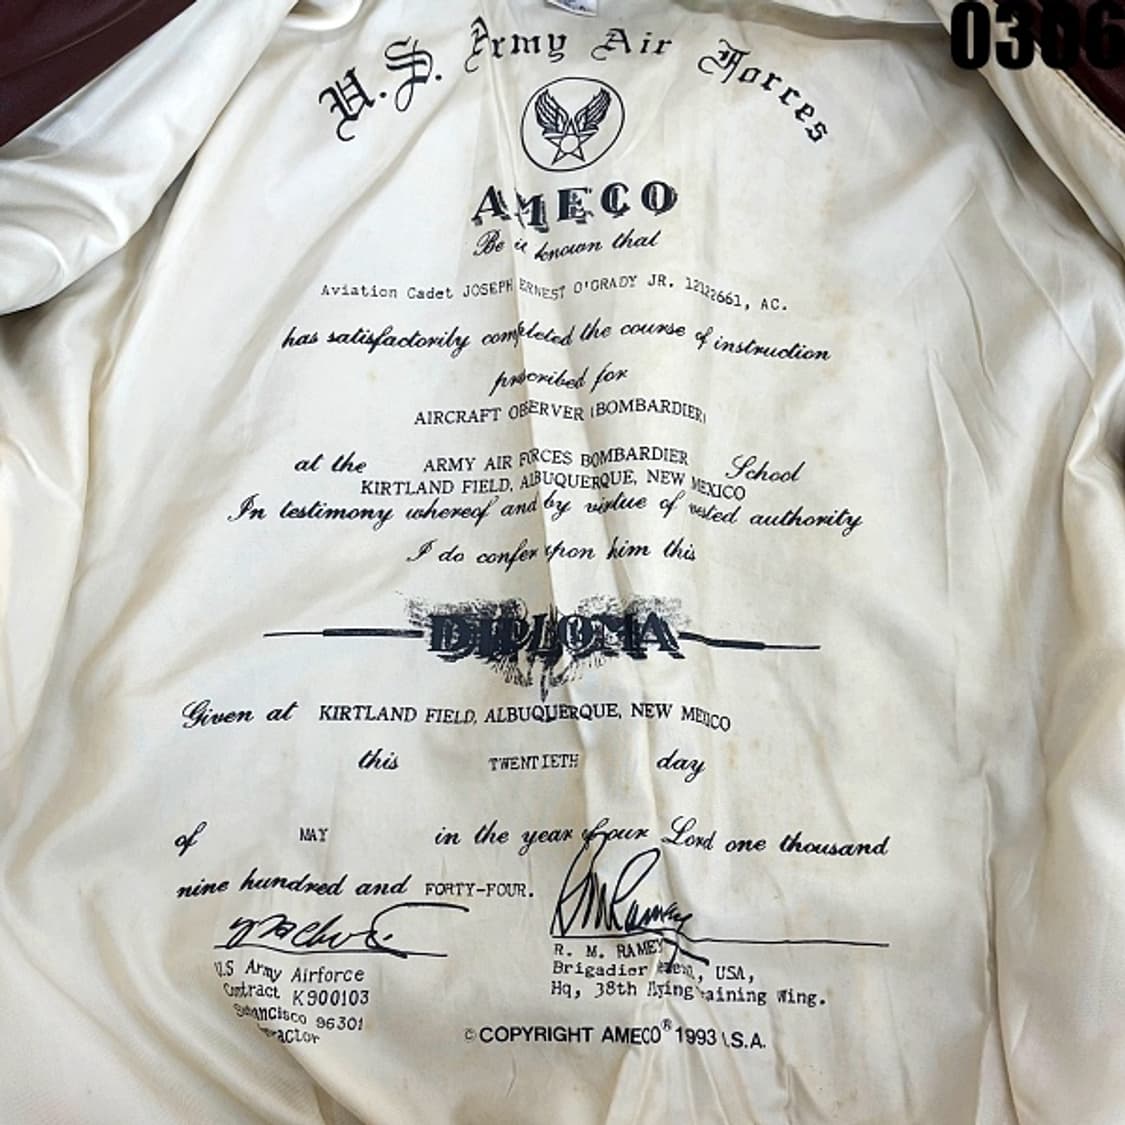 0306
U.S. Army Air Forces
AMECO
Be it known that
Aviation Cadet JOSEPH ERNEST O'GRADY JR. 12122661, AC.
has satisfactorily completed the course of instruction
prescribed for
AIRCRAFT OBSERVER (BOMBARDIER)
at the ARMY AIR FORCES BOMBARDIER School
KIRTLAND FIELD, ALBUQUERQUE, NEW MEXICO
In testimony whereof and by virtue of vested authority
I do confer upon him this
DIPLOMA
Given at KIRTLAND FIELD, ALBUQUERQUE, NEW MEXICO
this TWENTIETH day
of MAY in the year of our Lord one thousand
nine hundred and FORTY-FOUR.
R. M. RAMEY
Brigadier , USA,
Hq, 38th Flying Training Wing.
U.S Army Airforce
Contract K900103
96301
©COPYRIGHT AMECO® 1993 U.S.A.